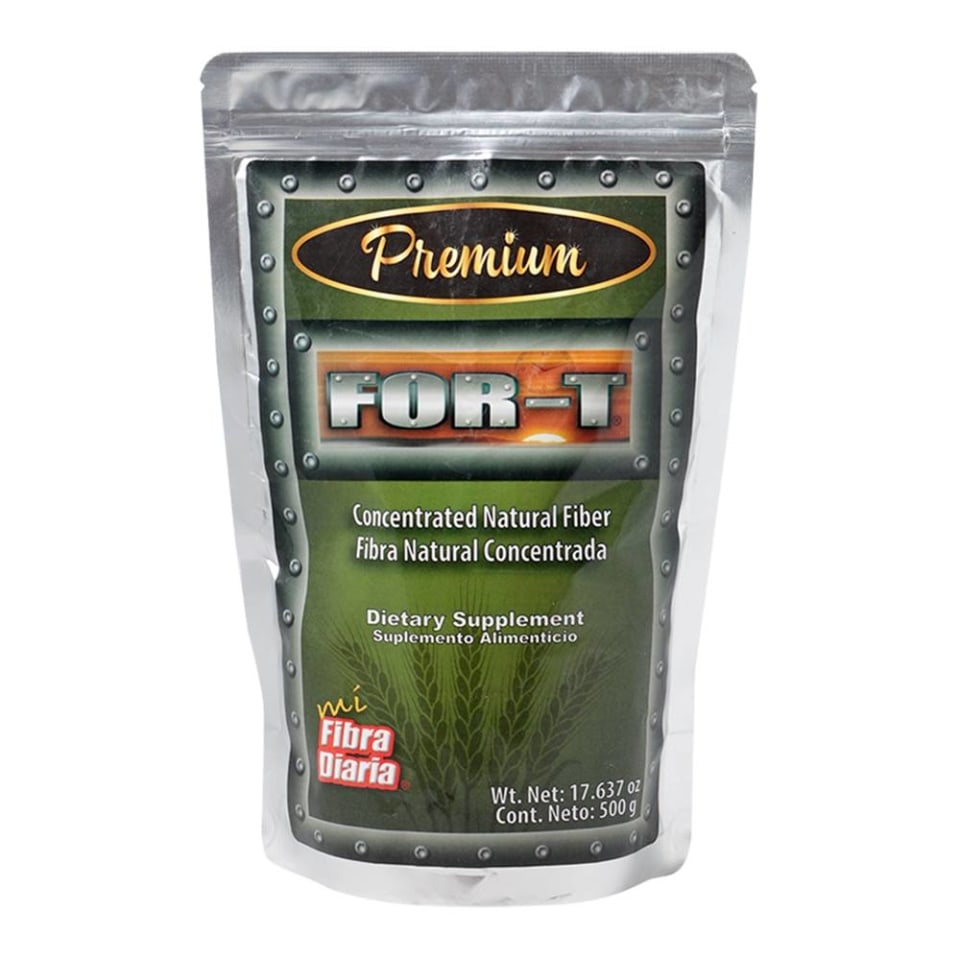 Premium
FOR-T®
Concentrated Natural Fiber
Fibra Natural Concentrada
Dietary Supplement
Suplemento Alimenticio
mí
Fibra
Diaria®
Wt. Net: 17.637 oz
Cont. Neto: 500 g